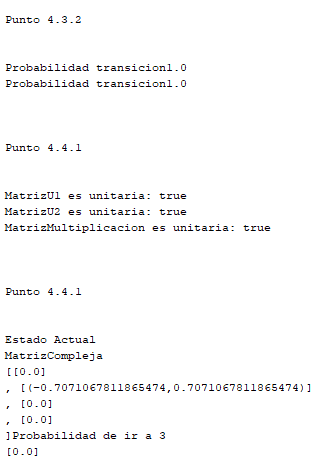 Punto 4.3.2
Probabilidad transicion1.0
Probabilidad transicion1.0
Punto 4.4.1
MatrizU1 es unitaria: true
MatrizU2 es unitaria: true
MatrizMultiplicacion es unitaria: true
Punto 4.4.1
Estado Actual
MatrizCompleja
[[0.0]
, [(-0.7071067811865474,0.7071067811865474)]
, [0.0]
, [0.0]
]Probabilidad de ir a 3
[0.0]